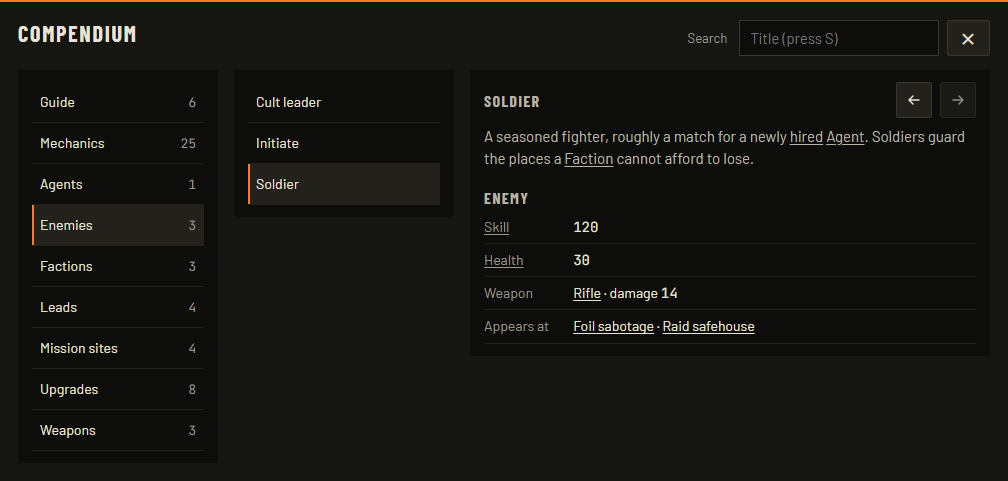 COMPENDIUM
Search
Title (press S)
Guide 6
Mechanics 25
Agents 1
Enemies 3
Factions 3
Leads 4
Mission sites 4
Upgrades 8
Weapons 3
Cult leader
Initiate
Soldier
SOLDIER
A seasoned fighter, roughly a match for a newly hired Agent. Soldiers guard
the places a Faction cannot afford to lose.
ENEMY
Skill 120
Health 30
Weapon Rifle · damage 14
Appears at Foil sabotage · Raid safehouse